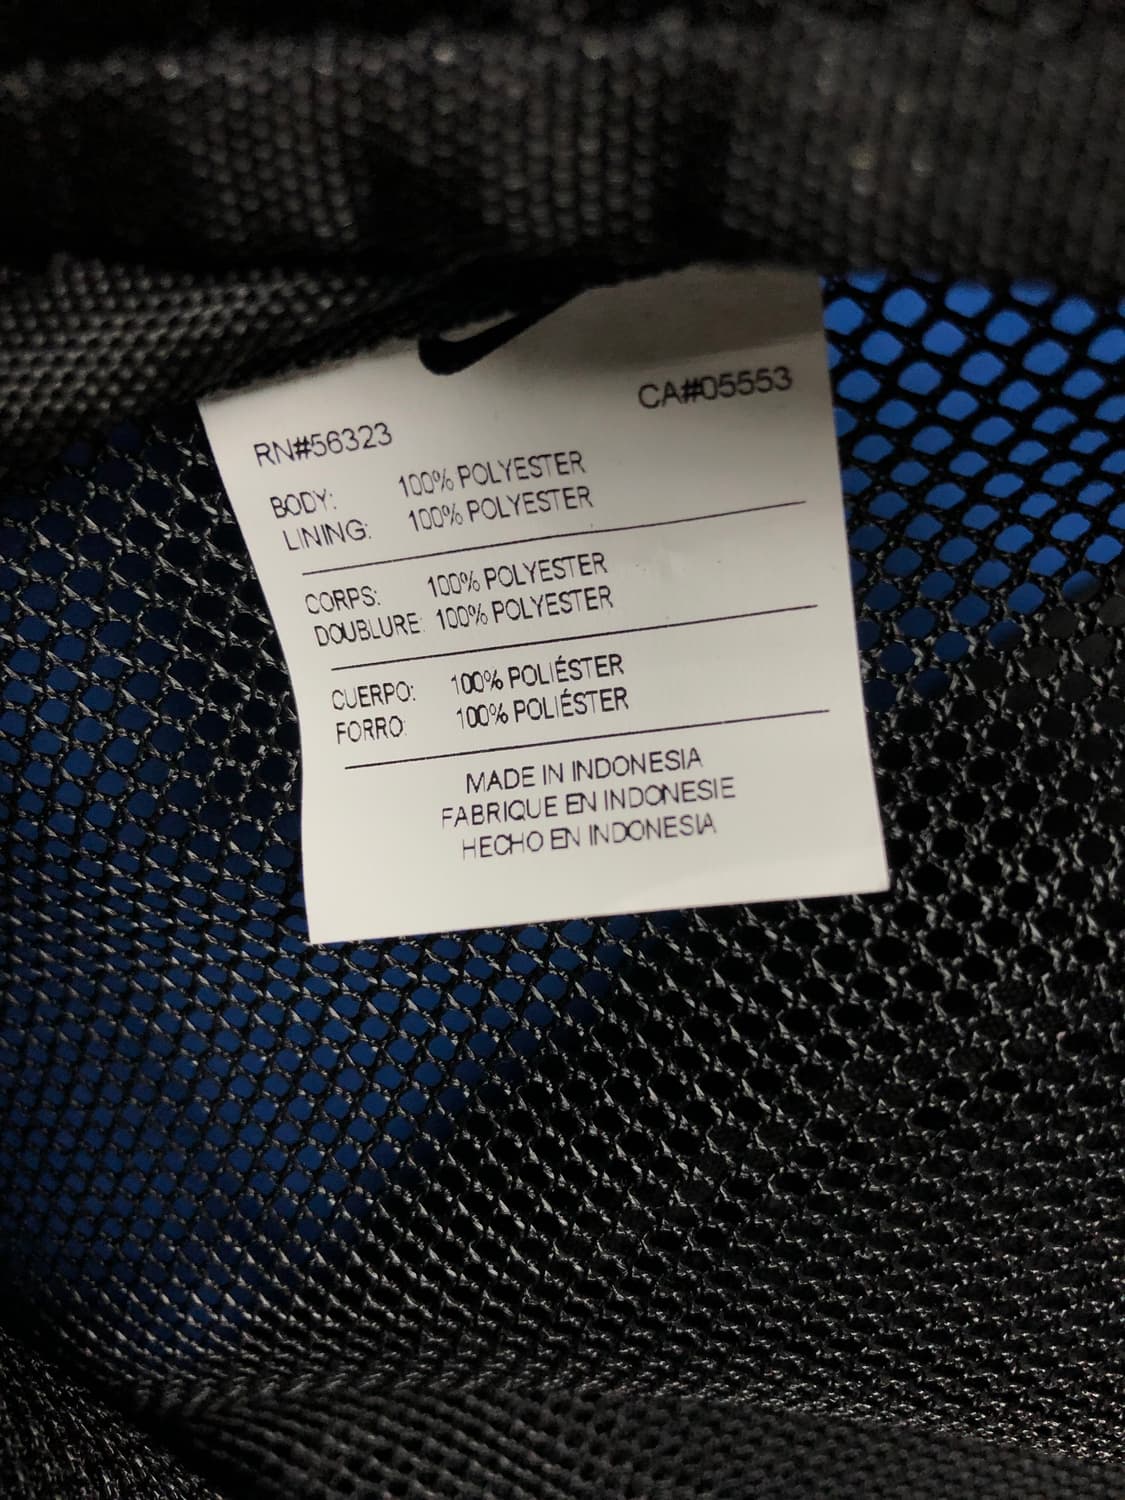 RN#56323 CA#05553
BODY: 100% POLYESTER
LINING: 100% POLYESTER
CORPS: 100% POLYESTER
DOUBLURE: 100% POLYESTER
CUERPO: 100% POLIÉSTER
FORRO: 100% POLIÉSTER
MADE IN INDONESIA
FABRIQUE EN INDONESIE
HECHO EN INDONESIA